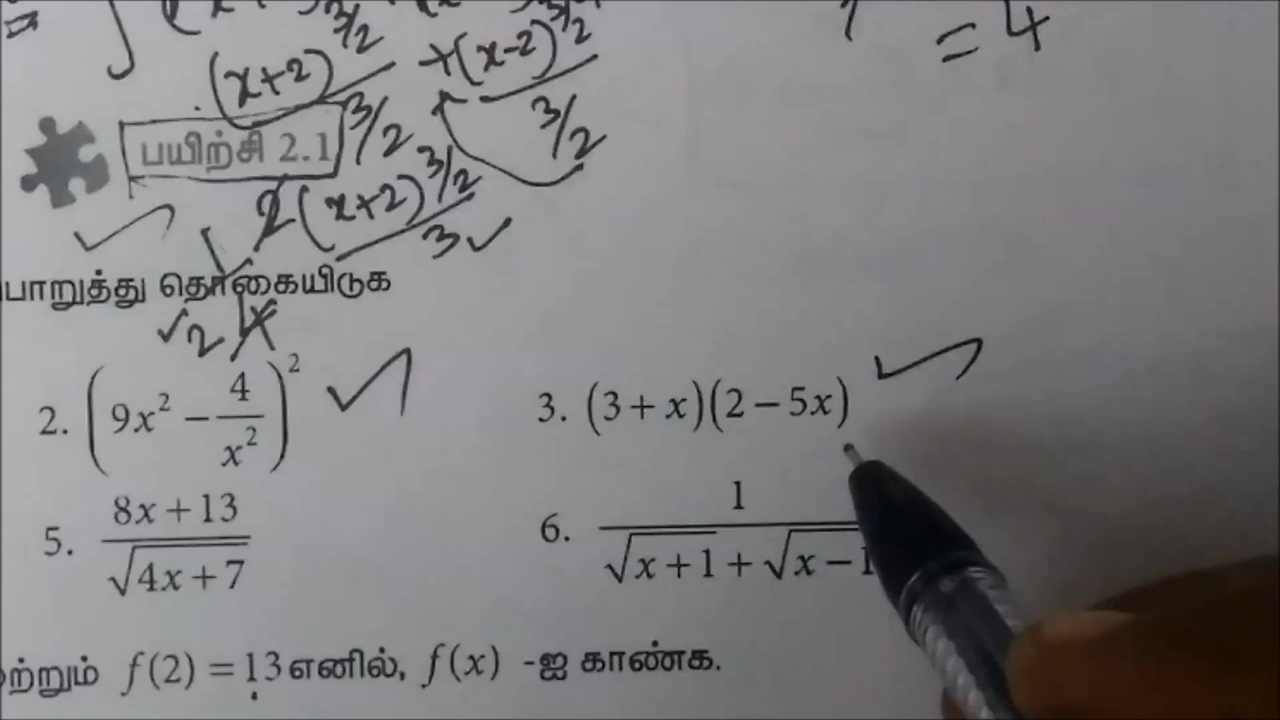 = ∫
(x+2)^3/2 / 3/2 + (x-2)^3/2 / 3/2
= 4
பயிற்சி 2.1
2(x+2)^3/2 / 3
தொகையிடுக
2
2. (9x² − 4/x²)²
3. (3 + x)(2 − 5x)
5. (8x + 13)/√(4x + 7)
6. 1/(√(x + 1) + √(x − 1
f(2) = 13 எனில், f(x) -ஐ காண்க.